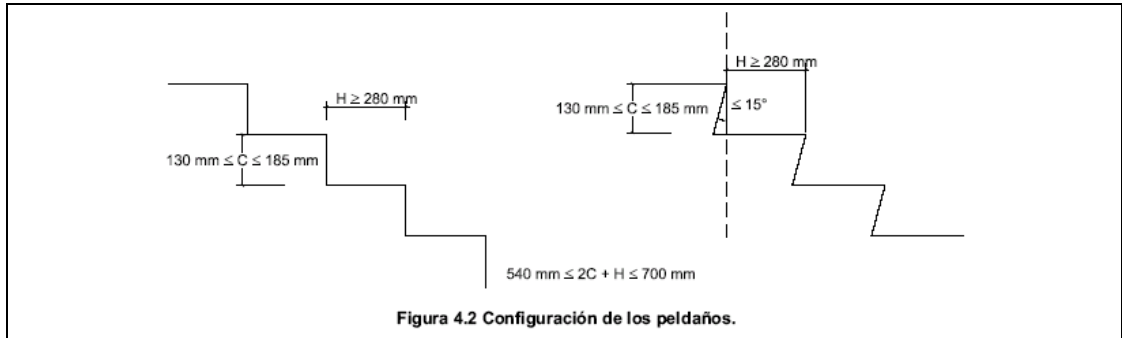 H ≥ 280 mm
130 mm ≤ C ≤ 185 mm
540 mm ≤ 2C + H ≤ 700 mm
H ≥ 280 mm
130 mm ≤ C ≤ 185 mm
≤ 15°
Figura 4.2 Configuración de los peldaños.